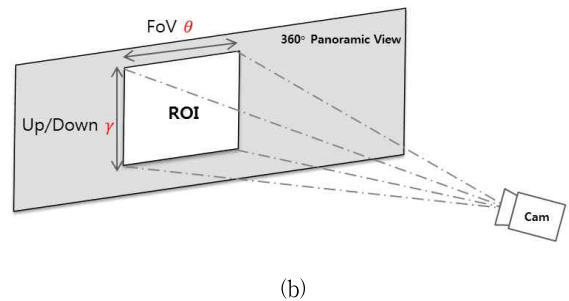 FoV θ
360° Panoramic View
Up/Down γ
ROI
Cam
(b)